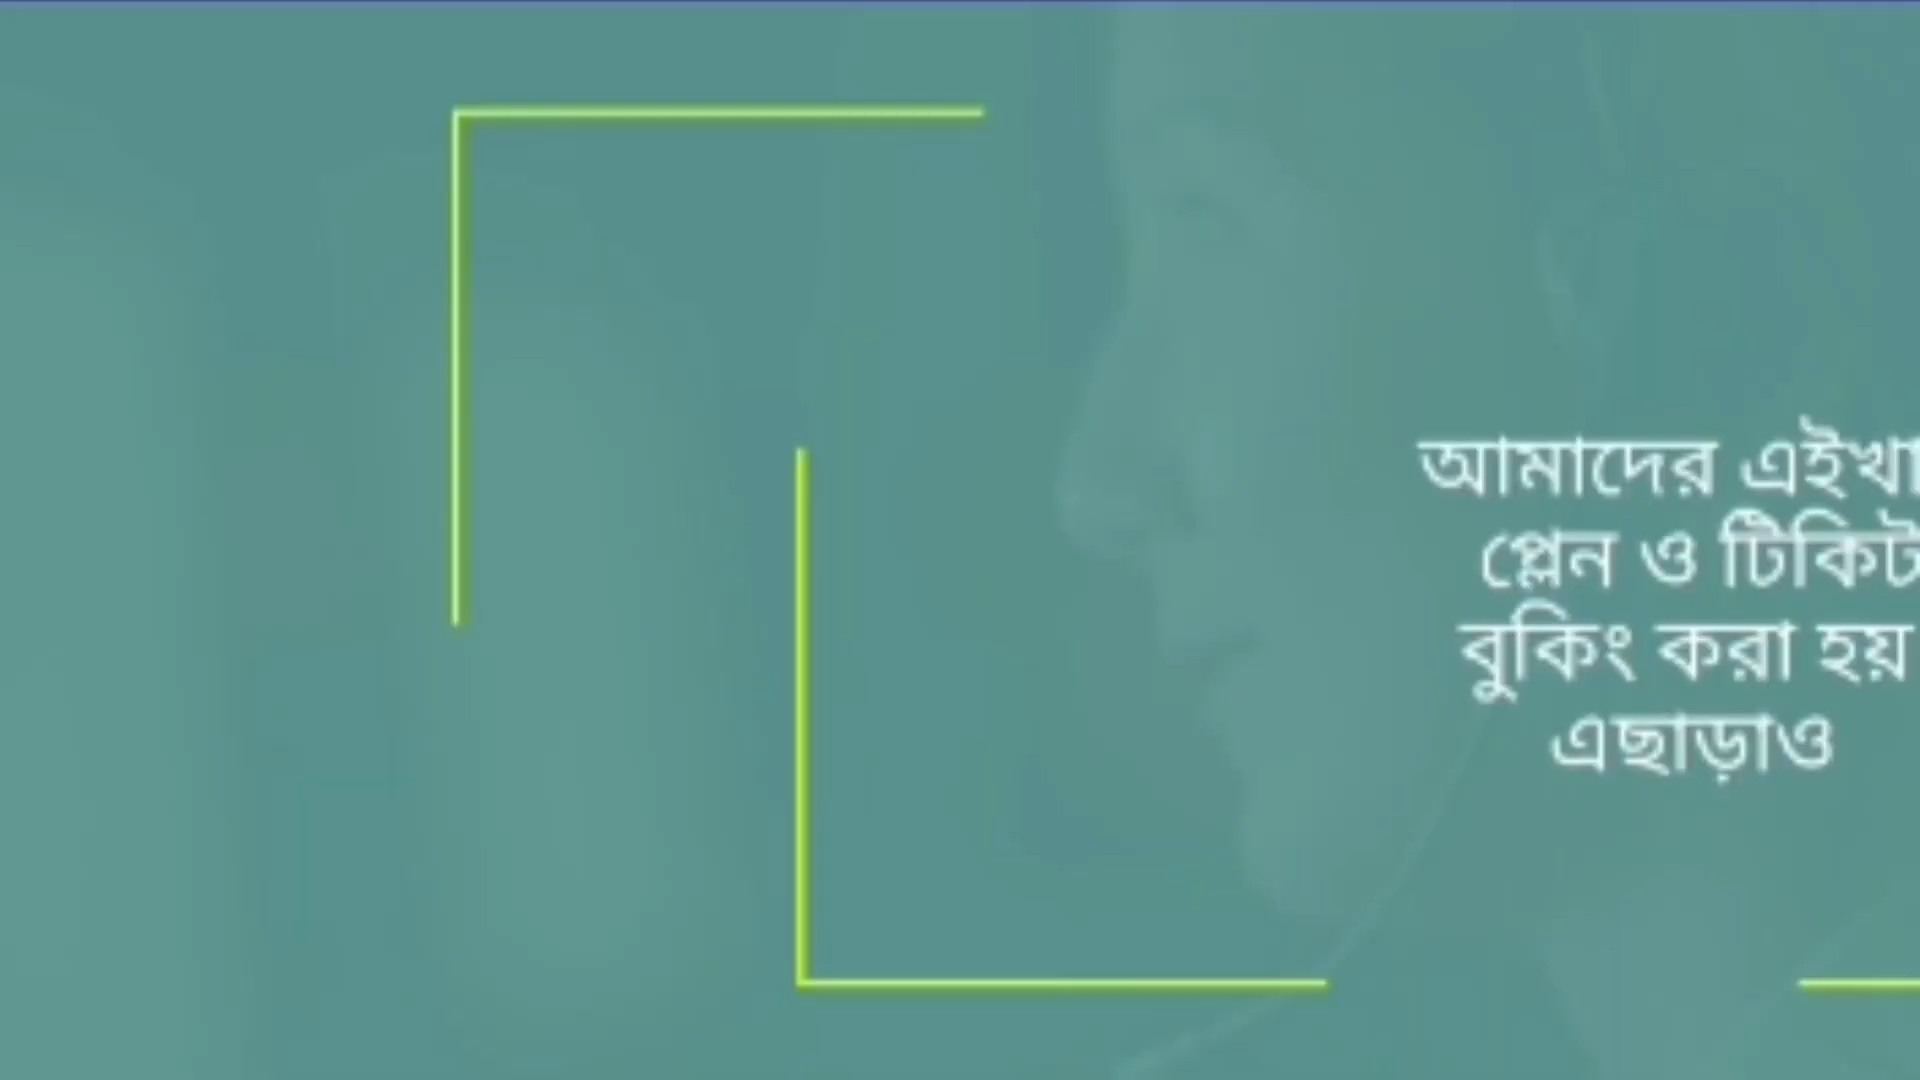 আমাদের এইখা
প্লেন ও টিকিট
বুকিং করা হয়
এছাড়াও